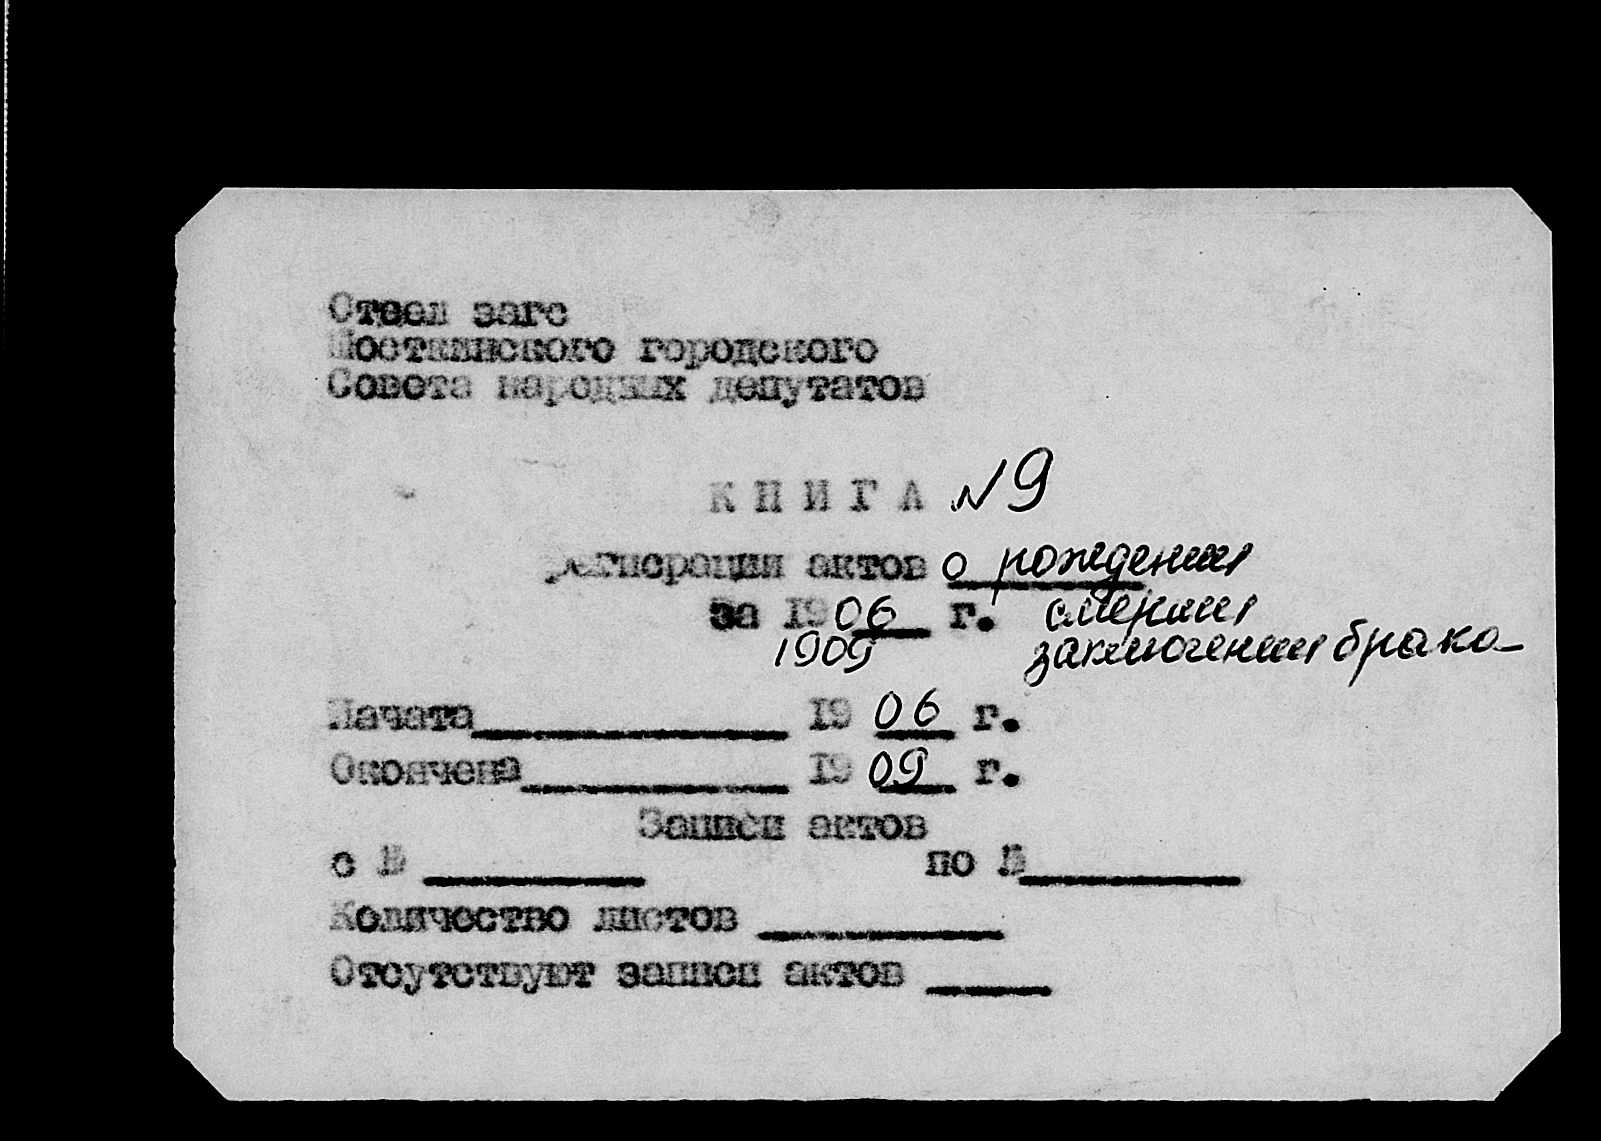 Отдел загс
Шосткинского городского
Совета народных депутатов
КНИГА №9
регисрации актов о рождении
за 1906 г. смерти
1909 заключении брака
Начата 1906 г.
Окончена 1909 г.
Записи актов
с № по №
Количество листов
Отсутствуют записи актов